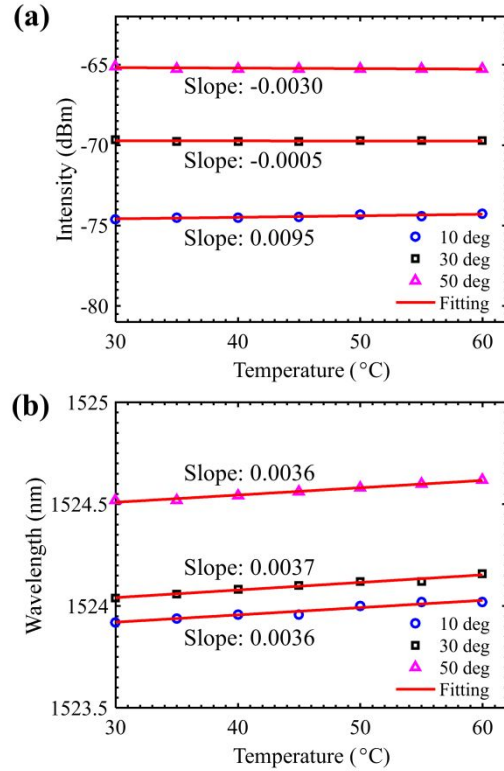 (a)
-65
-70
-75
-80
Intensity (dBm)
Slope: -0.0030
Slope: -0.0005
Slope: 0.0095
10 deg
30 deg
50 deg
Fitting
30 40 50 60
Temperature (°C)
(b)
1525
1524.5
1524
1523.5
Wavelength (nm)
Slope: 0.0036
Slope: 0.0037
Slope: 0.0036
10 deg
30 deg
50 deg
Fitting
30 40 50 60
Temperature (°C)